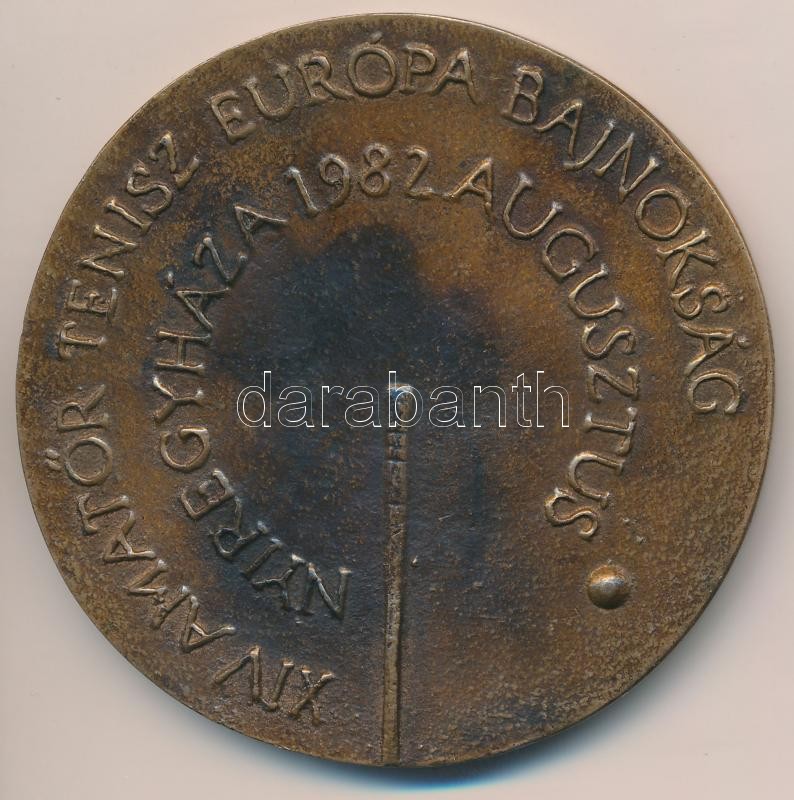 XIV AMATŐR TENISZ EURÓPA BAJNOKSÁG
NYÍREGYHÁZA 1982 AUGUSZTUS
darabanth